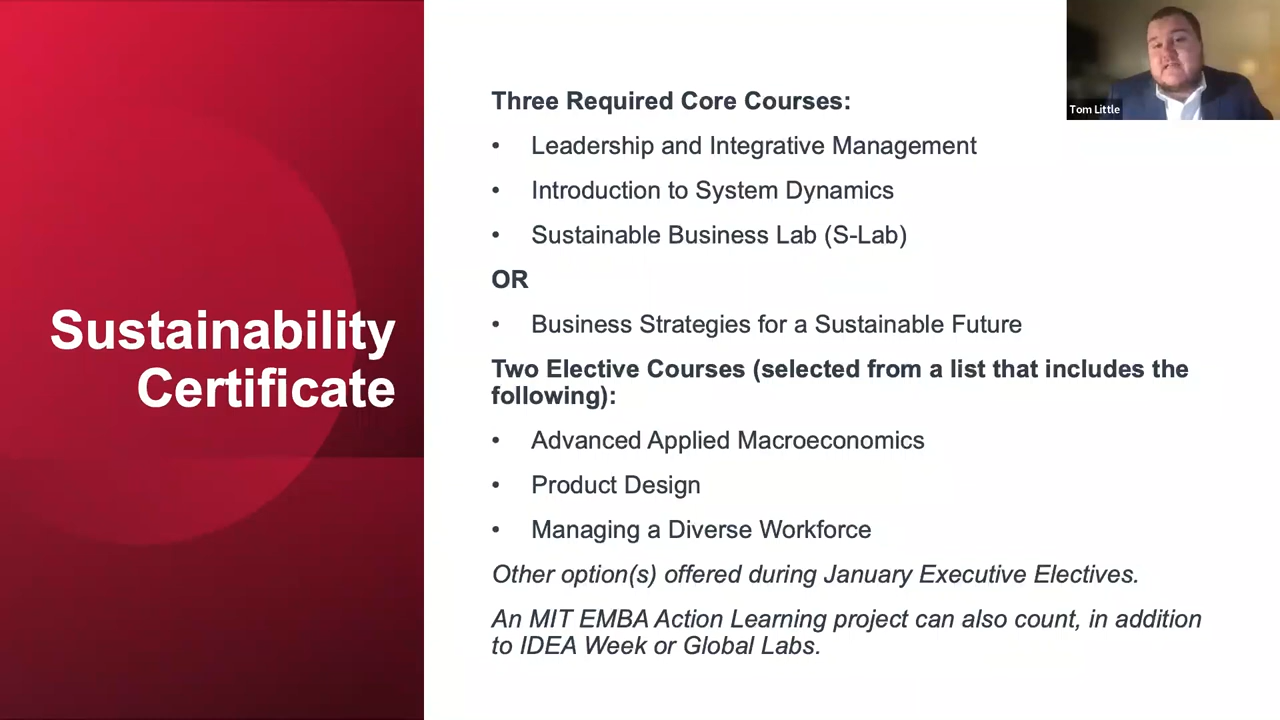 Sustainability
Certificate
Three Required Core Courses:
• Leadership and Integrative Management
• Introduction to System Dynamics
• Sustainable Business Lab (S-Lab)
OR
• Business Strategies for a Sustainable Future
Two Elective Courses (selected from a list that includes the
following):
• Advanced Applied Macroeconomics
• Product Design
• Managing a Diverse Workforce
Other option(s) offered during January Executive Electives.
An MIT EMBA Action Learning project can also count, in addition
to IDEA Week or Global Labs.
Tom Little